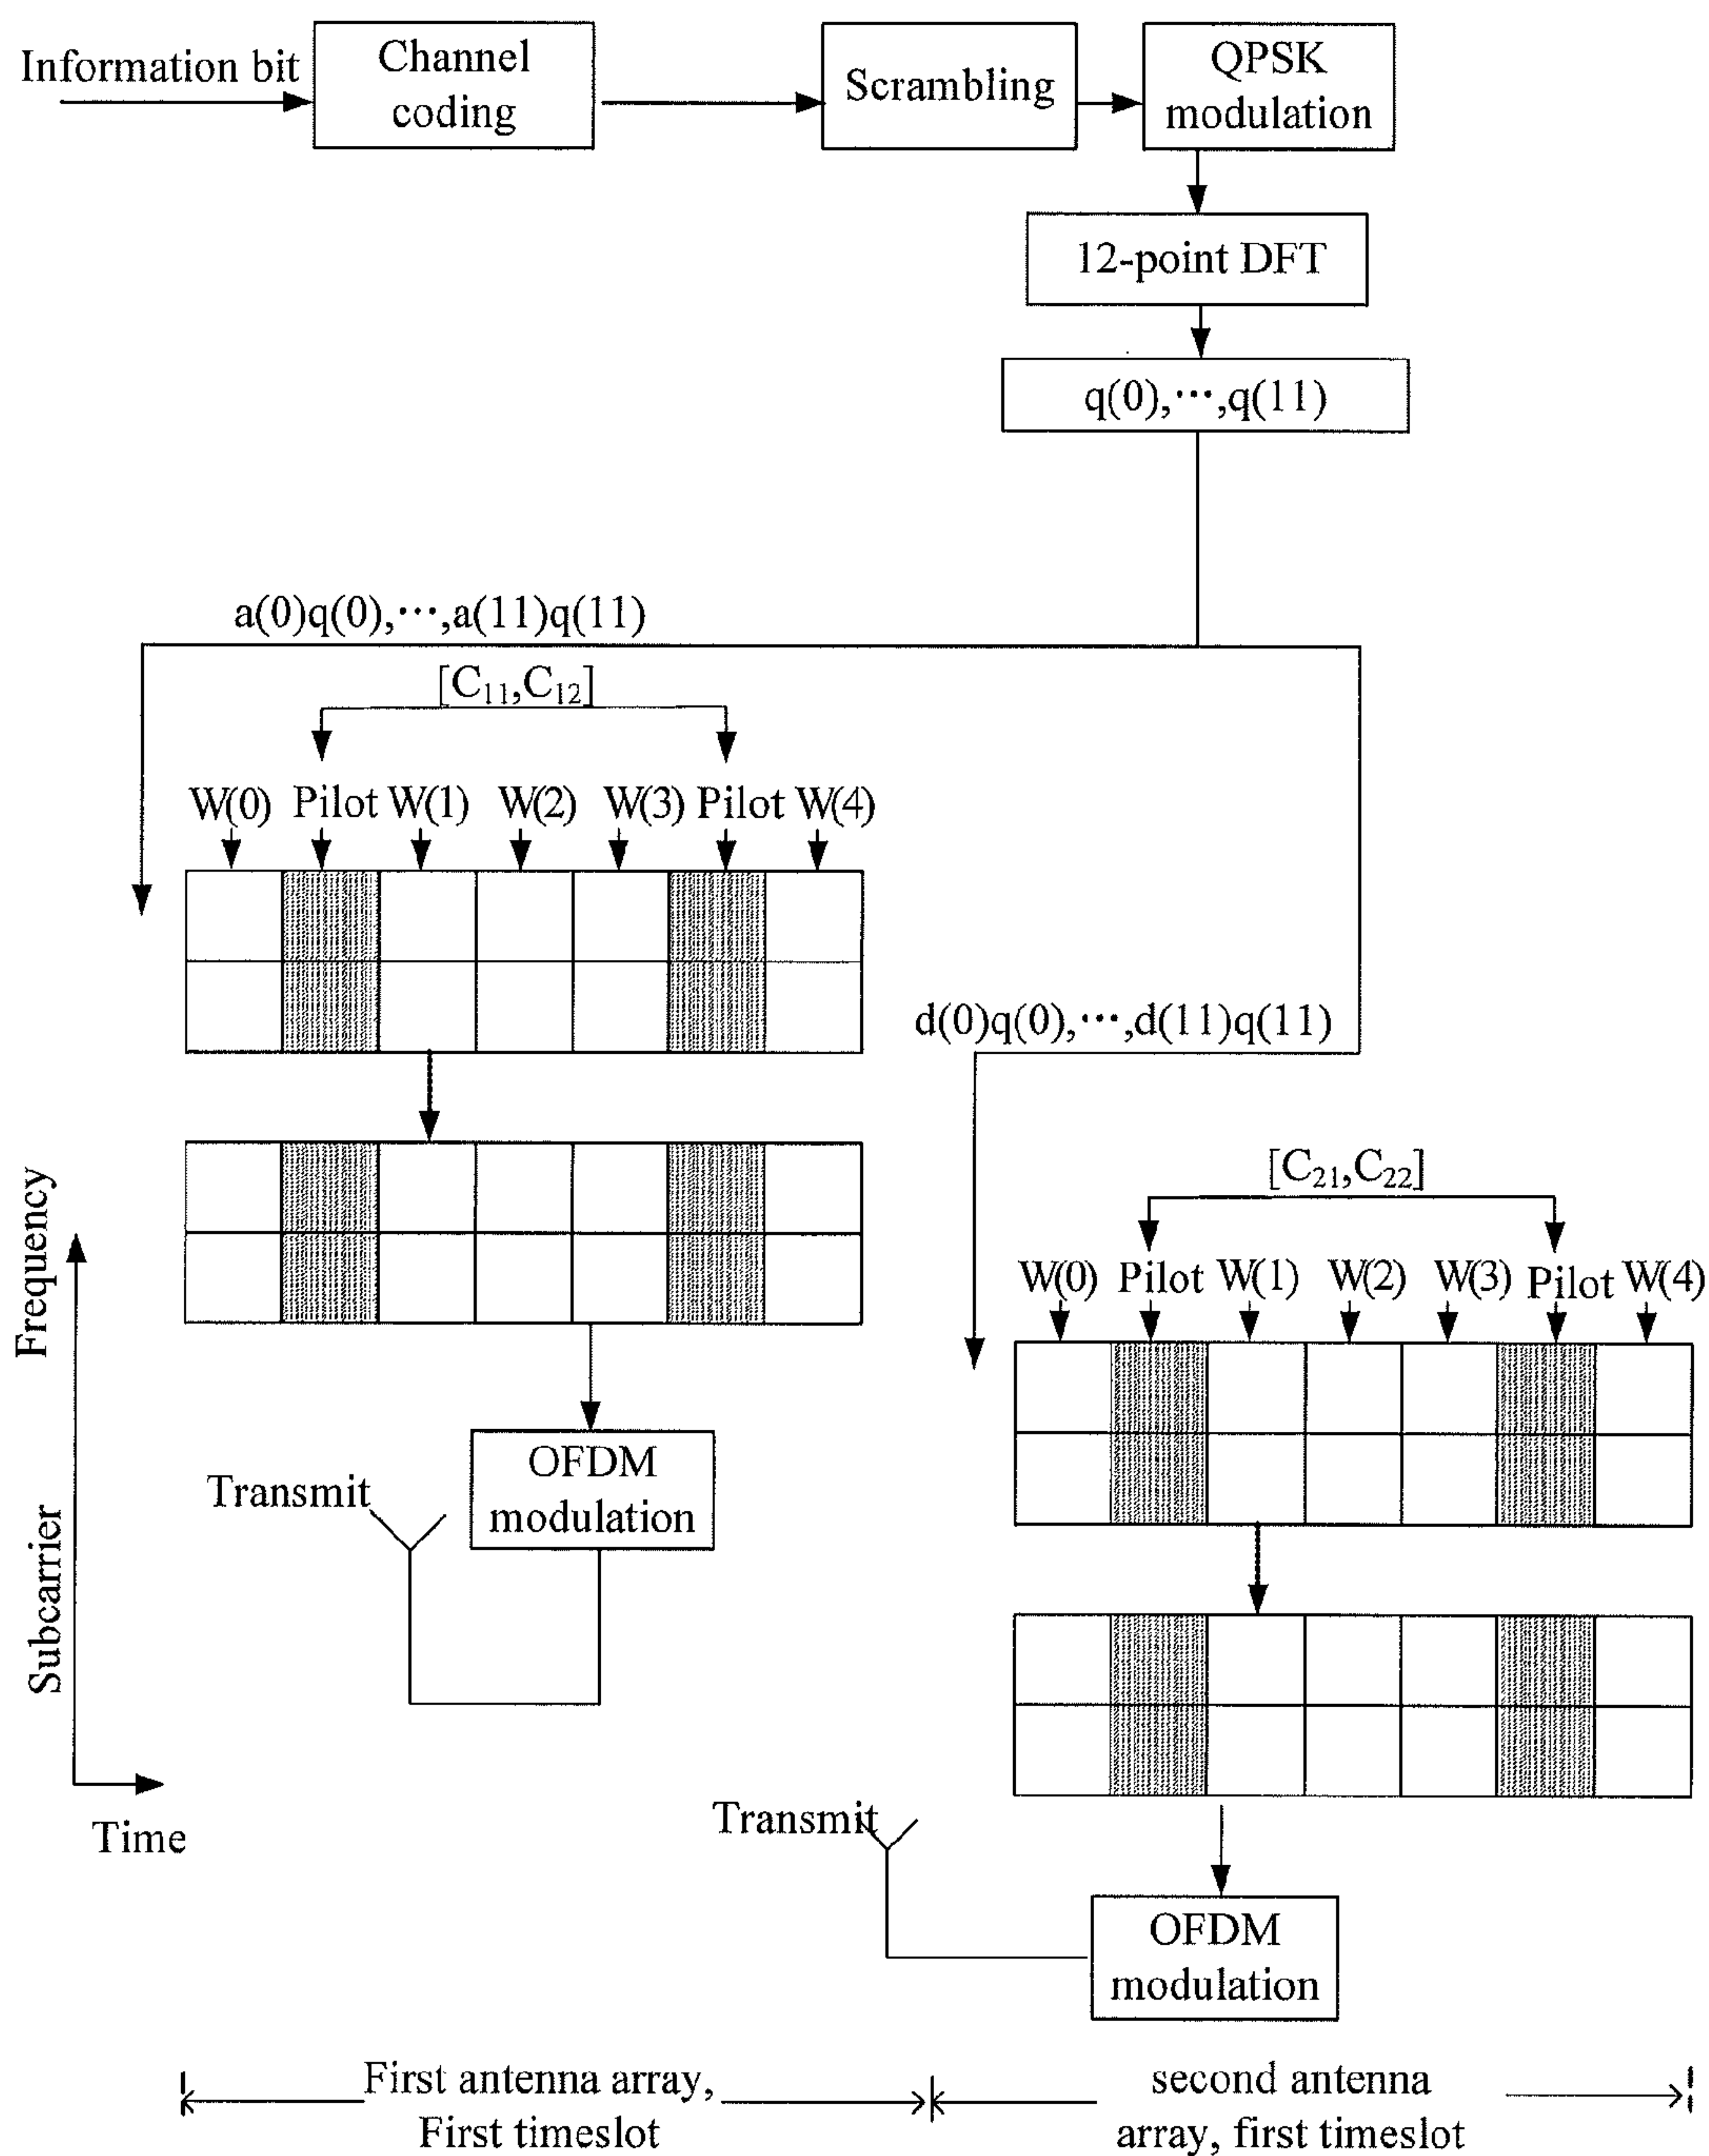 Information bit
Channel
coding
Scrambling
QPSK
modulation
12-point DFT
q(0),···,q(11)
a(0)q(0),···,a(11)q(11)
[C₁₁,C₁₂]
W(0) Pilot W(1) W(2) W(3) Pilot W(4)
d(0)q(0),···,d(11)q(11)
[C₂₁,C₂₂]
W(0) Pilot W(1) W(2) W(3) Pilot W(4)
Frequency
Subcarrier
Time
OFDM
modulation
Transmit
Transmit
OFDM
modulation
First antenna array,
First timeslot
second antenna
array, first timeslot